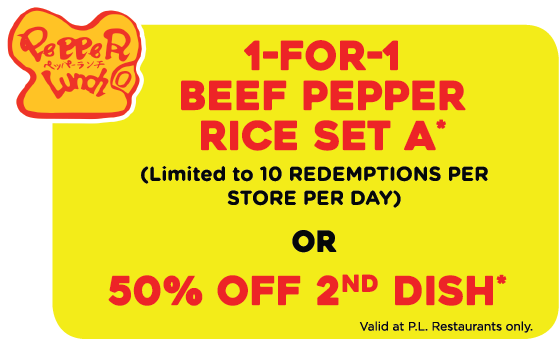 PePPeR
ペッパーランチ
Lunch
1-FOR-1
BEEF PEPPER
RICE SET A*
(Limited to 10 REDEMPTIONS PER
STORE PER DAY)
OR
50% OFF 2ND DISH*
Valid at P.L. Restaurants only.